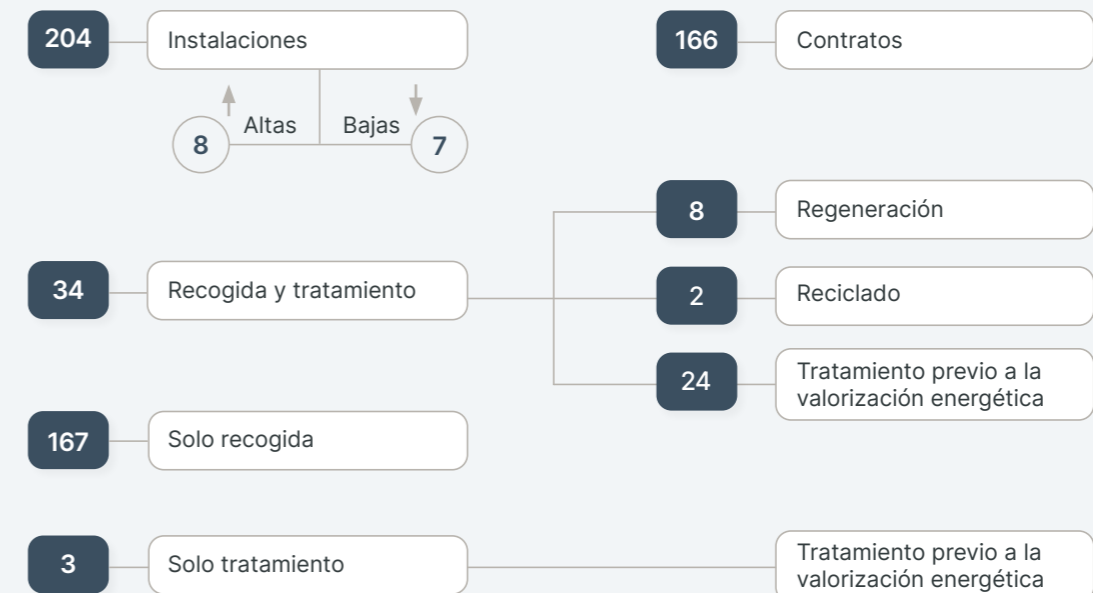 204
Instalaciones
166
Contratos
Altas
Bajas
8
7
8
Regeneración
34
Recogida y tratamiento
2
Reciclado
24
Tratamiento previo a la
valorización energética
167
Solo recogida
3
Solo tratamiento
Tratamiento previo a la
valorización energética